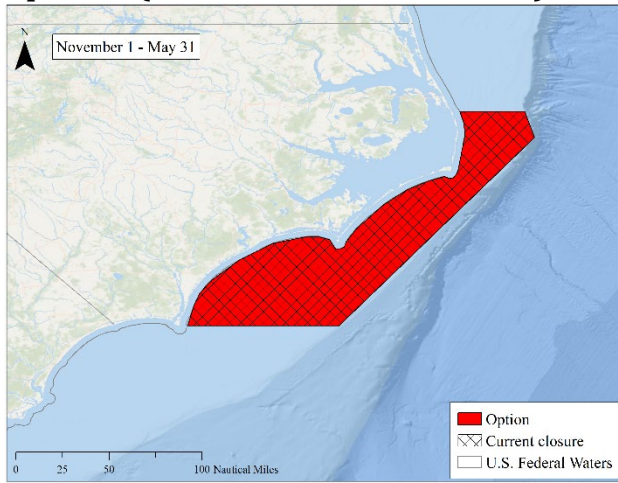 N
November 1 - May 31
Option
Current closure
U.S. Federal Waters
0 25 50 100 Nautical Miles